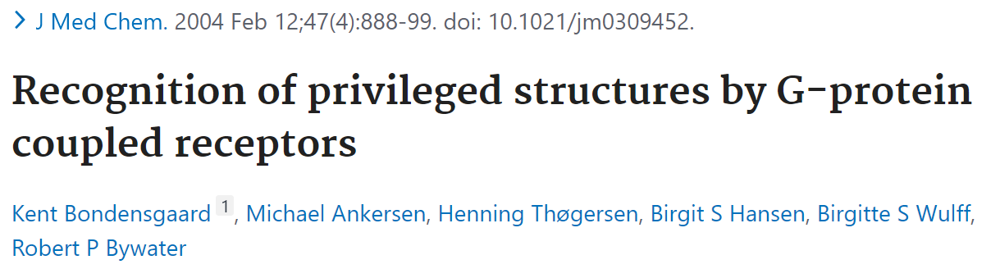 J Med Chem. 2004 Feb 12;47(4):888-99. doi: 10.1021/jm0309452.
Recognition of privileged structures by G-protein
coupled receptors
Kent Bondensgaard 1, Michael Ankersen, Henning Thøgersen, Birgit S Hansen, Birgitte S Wulff,
Robert P Bywater